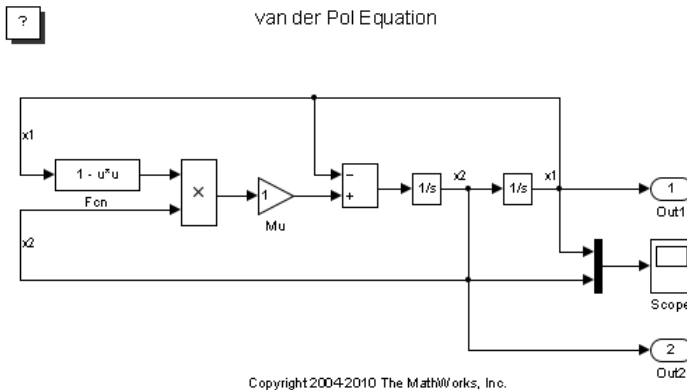 ?
van der Pol Equation
x1
1 - u*u
Fcn
×
1
Mu
−
+
1/s
x2
1/s
x1
1
Out1
x2
Scope
2
Out2
Copyright 2004-2010 The MathWorks, Inc.